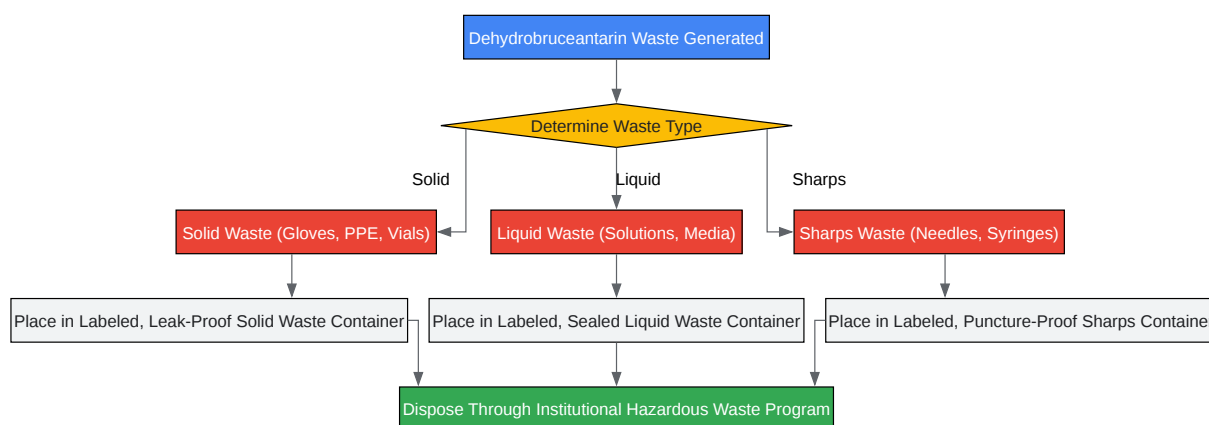 Dehydrobruceantarin Waste Generated
Determine Waste Type
Solid
Liquid
Sharps
Solid Waste (Gloves, PPE, Vials)
Liquid Waste (Solutions, Media)
Sharps Waste (Needles, Syringes)
Place in Labeled, Leak-Proof Solid Waste Container
Place in Labeled, Sealed Liquid Waste Container
Place in Labeled, Puncture-Proof Sharps Container
Dispose Through Institutional Hazardous Waste Program